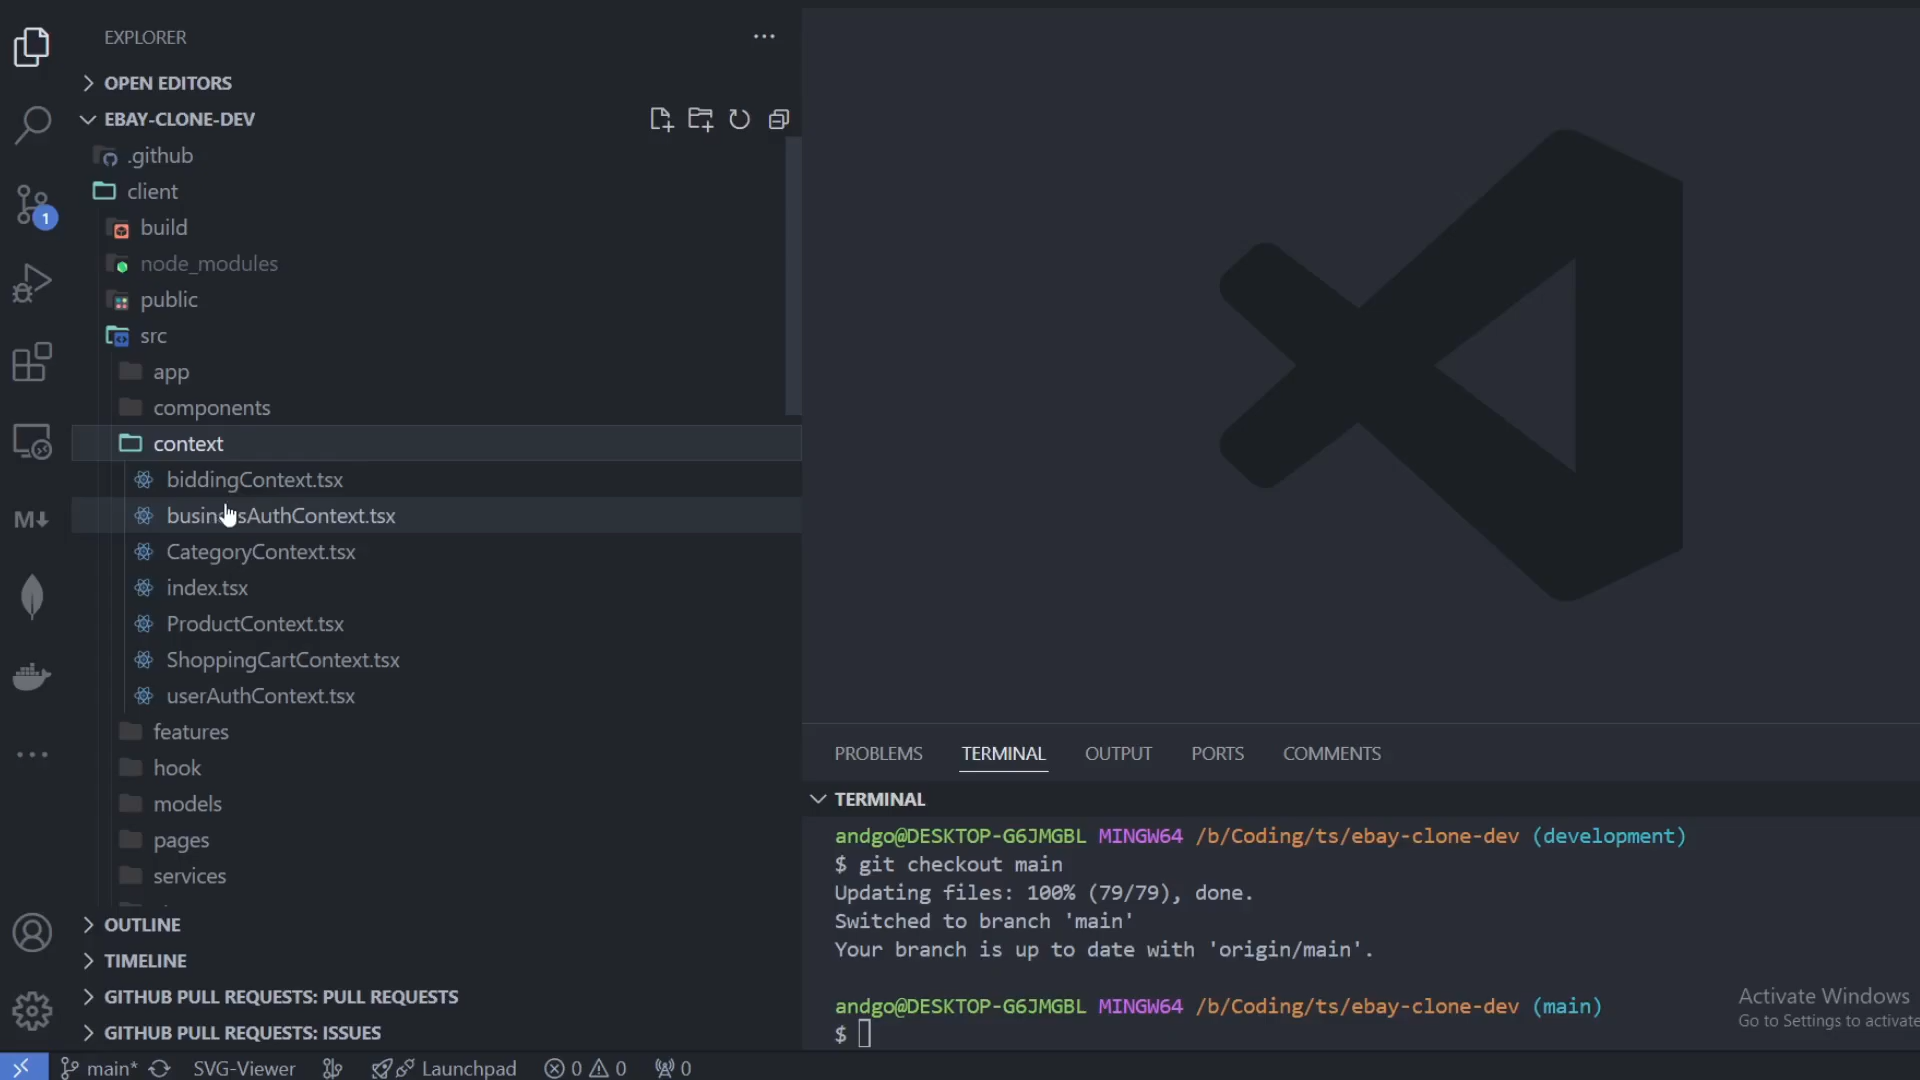 EXPLORER
OPEN EDITORS
EBAY-CLONE-DEV
.github
client
build
node_modules
public
src
app
components
context
biddingContext.tsx
businessAuthContext.tsx
CategoryContext.tsx
index.tsx
ProductContext.tsx
ShoppingCartContext.tsx
userAuthContext.tsx
features
hook
models
pages
services
OUTLINE
TIMELINE
GITHUB PULL REQUESTS: PULL REQUESTS
GITHUB PULL REQUESTS: ISSUES
1
M
PROBLEMS TERMINAL OUTPUT PORTS COMMENTS
TERMINAL
andgo@DESKTOP-G6JMGBL MINGW64 /b/Coding/ts/ebay-clone-dev (development)
$ git checkout main
Updating files: 100% (79/79), done.
Switched to branch 'main'
Your branch is up to date with 'origin/main'.
andgo@DESKTOP-G6JMGBL MINGW64 /b/Coding/ts/ebay-clone-dev (main)
$
Activate Windows
Go to Settings to activate
main* SVG-Viewer Launchpad 0 0 0